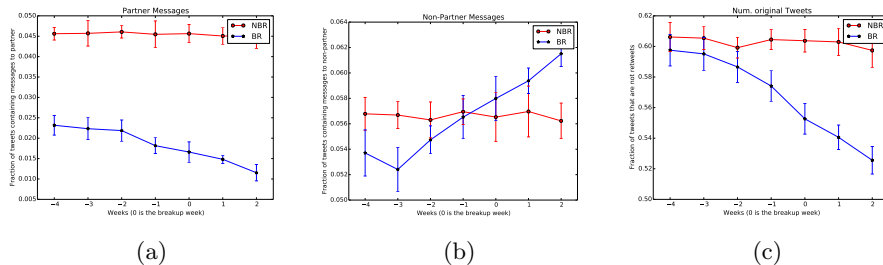 Partner Messages
Fraction of tweets containing messages to partner
0.050
0.045
0.040
0.035
0.030
0.025
0.020
0.015
0.010
0.005
NBR
BR
−4 −3 −2 −1 0 1 2
Weeks (0 is the breakup week)
(a)
Non-Partner Messages
Fraction of tweets containing messages to non-partner
0.064
0.062
0.060
0.058
0.056
0.054
0.052
0.050
NBR
BR
−4 −3 −2 −1 0 1 2
Weeks (0 is the breakup week)
(b)
Num. original Tweets
Fraction of tweets that are not retweets
0.62
0.60
0.58
0.56
0.54
0.52
0.50
NBR
BR
−4 −3 −2 −1 0 1 2
Weeks (0 is the breakup week)
(c)